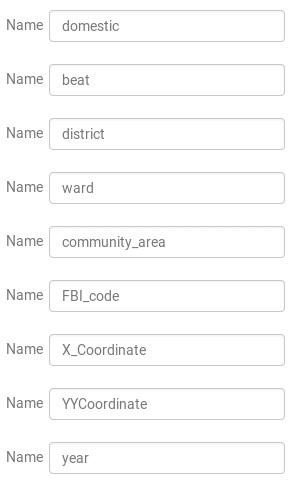 Name domestic
Name beat
Name district
Name ward
Name community_area
Name FBI_code
Name X_Coordinate
Name YYCoordinate
Name year